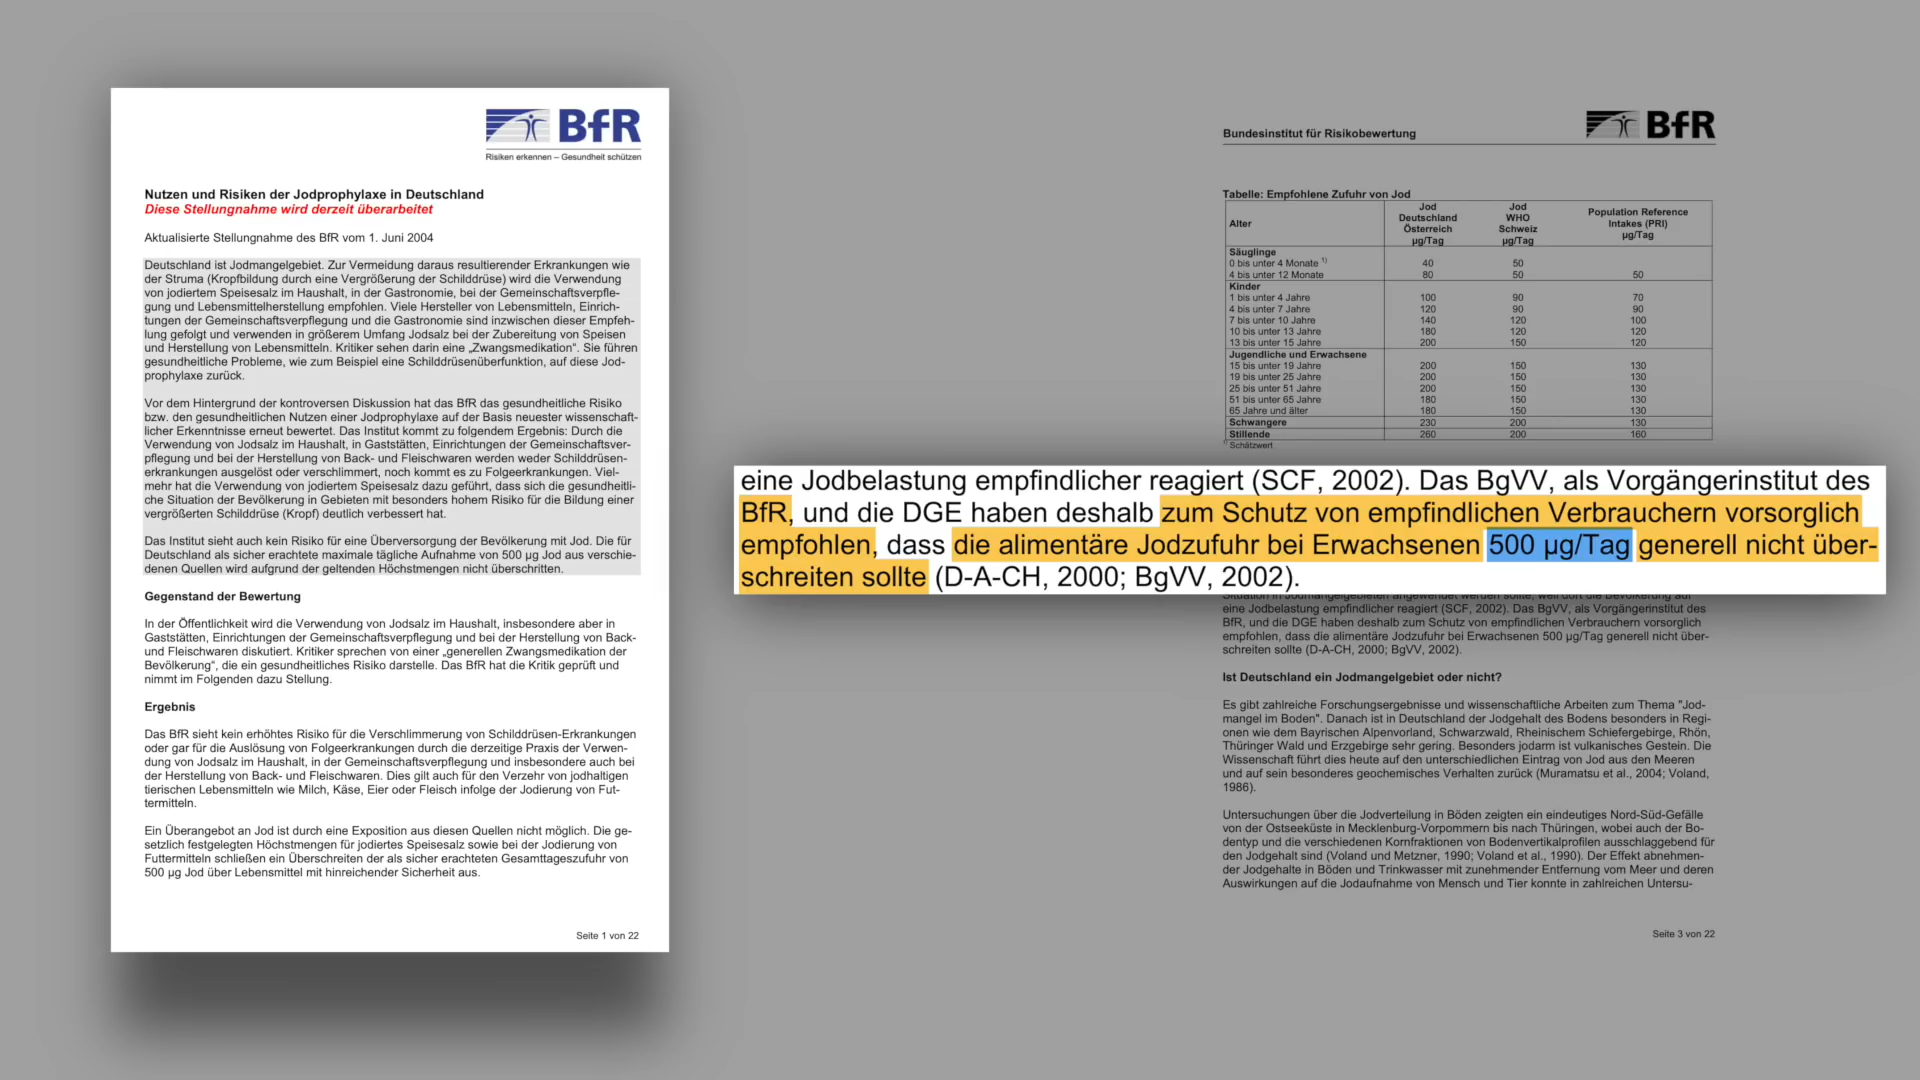 BfR
Risiken erkennen – Gesundheit schützen
Nutzen und Risiken der Jodprophylaxe in Deutschland
Diese Stellungnahme wird derzeit überarbeitet
Aktualisierte Stellungnahme des BfR vom 1. Juni 2004
Deutschland ist Jodmangelgebiet. Zur Vermeidung daraus resultierender Erkrankungen wie
der Struma (Kropfbildung durch eine Vergrößerung der Schilddrüse) wird die Verwendung
von jodiertem Speisesalz im Haushalt, in der Gastronomie, bei der Gemeinschaftsverpfle-
gung und Lebensmittelherstellung empfohlen. Viele Hersteller von Lebensmitteln, Einrich-
tungen der Gemeinschaftsverpflegung und die Gastronomie sind inzwischen dieser Empfeh-
lung gefolgt und verwenden in größerem Umfang Jodsalz bei der Zubereitung von Speisen
und Herstellung von Lebensmitteln. Kritiker sehen darin eine „Zwangsmedikation“. Sie führen
gesundheitliche Probleme, wie zum Beispiel eine Schilddrüsenüberfunktion, auf diese Jod-
prophylaxe zurück.
Vor dem Hintergrund der kontroversen Diskussion hat das BfR das gesundheitliche Risiko
bzw. den gesundheitlichen Nutzen einer Jodprophylaxe auf der Basis neuester wissenschaft-
licher Erkenntnisse erneut bewertet. Das Institut kommt zu folgendem Ergebnis: Durch die
Verwendung von Jodsalz im Haushalt, in Gaststätten, Einrichtungen der Gemeinschaftsver-
pflegung und bei der Herstellung von Back- und Fleischwaren werden weder Schilddrüsen-
erkrankungen ausgelöst oder verschlimmert, noch kommt es zu Folgeerkrankungen. Viel-
mehr hat die Verwendung von jodiertem Speisesalz dazu geführt, dass sich die gesundheitli-
che Situation der Bevölkerung in Gebieten mit besonders hohem Risiko für die Bildung einer
vergrößerten Schilddrüse (Kropf) deutlich verbessert hat.
Das Institut sieht auch kein Risiko für eine Überversorgung der Bevölkerung mit Jod. Die für
Deutschland als sicher erachtete maximale tägliche Aufnahme von 500 µg Jod aus verschie-
denen Quellen wird aufgrund der geltenden Höchstmengen nicht überschritten.
Gegenstand der Bewertung
In der Öffentlichkeit wird die Verwendung von Jodsalz im Haushalt, insbesondere aber in
Gaststätten, Einrichtungen der Gemeinschaftsverpflegung und bei der Herstellung von Back-
und Fleischwaren diskutiert. Kritiker sprechen von einer „generellen Zwangsmedikation der
Bevölkerung“, die ein gesundheitliches Risiko darstelle. Das BfR hat die Kritik geprüft und
nimmt im Folgenden dazu Stellung.
Ergebnis
Das BfR sieht kein erhöhtes Risiko für die Verschlimmerung von Schilddrüsen-Erkrankungen
oder gar für die Auslösung von Folgeerkrankungen durch die derzeitige Praxis der Verwen-
dung von Jodsalz im Haushalt, in der Gemeinschaftsverpflegung und insbesondere auch bei
der Herstellung von Back- und Fleischwaren. Dies gilt auch für den Verzehr von jodhaltigen
tierischen Lebensmitteln wie Milch, Käse, Eier oder Fleisch infolge der Jodierung von Fut-
termitteln.
Ein Überangebot an Jod ist durch eine Exposition aus diesen Quellen nicht möglich. Die ge-
setzlich festgelegten Höchstmengen für jodiertes Speisesalz sowie bei der Jodierung von
Futtermitteln schließen ein Überschreiten der als sicher erachteten Gesamttageszufuhr von
500 µg Jod über Lebensmittel mit hinreichender Sicherheit aus.
Seite 1 von 22
Bundesinstitut für Risikobewertung
BfR
Tabelle: Empfohlene Zufuhr von Jod
Alter
Jod Deutschland Österreich µg/Tag
Jod WHO Schweiz µg/Tag
Population Reference Intakes (PRI) µg/Tag
Säuglinge
0 bis unter 4 Monate 1) 40 50
4 bis unter 12 Monate 80 50 50
Kinder
1 bis unter 4 Jahre 100 90 70
4 bis unter 7 Jahre 120 90 90
7 bis unter 10 Jahre 140 120 100
10 bis unter 13 Jahre 180 120 120
13 bis unter 15 Jahre 200 150 120
Jugendliche und Erwachsene
15 bis unter 19 Jahre 200 150 130
19 bis unter 25 Jahre 200 150 130
25 bis unter 51 Jahre 200 150 130
51 bis unter 65 Jahre 180 150 130
65 Jahre und älter 180 150 130
Schwangere 230 200 130
Stillende 260 200 160
1) Schätzwert
eine Jodbelastung empfindlicher reagiert (SCF, 2002). Das BgVV, als Vorgängerinstitut des
BfR, und die DGE haben deshalb zum Schutz von empfindlichen Verbrauchern vorsorglich
empfohlen, dass die alimentäre Jodzufuhr bei Erwachsenen 500 µg/Tag generell nicht über-
schreiten sollte (D-A-CH, 2000; BgVV, 2002).
Situation in Jodmangelgebieten angewendet werden sollte, weil dort die Bevölkerung auf
eine Jodbelastung empfindlicher reagiert (SCF, 2002). Das BgVV, als Vorgängerinstitut des
BfR, und die DGE haben deshalb zum Schutz von empfindlichen Verbrauchern vorsorglich
empfohlen, dass die alimentäre Jodzufuhr bei Erwachsenen 500 µg/Tag generell nicht über-
schreiten sollte (D-A-CH, 2000; BgVV, 2002).
Ist Deutschland ein Jodmangelgebiet oder nicht?
Es gibt zahlreiche Forschungsergebnisse und wissenschaftliche Arbeiten zum Thema "Jod-
mangel im Boden". Danach ist in Deutschland der Jodgehalt des Bodens besonders in Regi-
onen wie dem Bayrischen Alpenvorland, Schwarzwald, Rheinischem Schiefergebirge, Rhön,
Thüringer Wald und Erzgebirge sehr gering. Besonders jodarm ist vulkanisches Gestein. Die
Wissenschaft führt dies heute auf den unterschiedlichen Eintrag von Jod aus den Meeren
und auf sein besonderes geochemisches Verhalten zurück (Muramatsu et al., 2004; Voland,
1986).
Untersuchungen über die Jodverteilung in Böden zeigten ein eindeutiges Nord-Süd-Gefälle
von der Ostseeküste in Mecklenburg-Vorpommern bis nach Thüringen, wobei auch der Bo-
dentyp und die verschiedenen Kornfraktionen von Bodenvertikalprofilen ausschlaggebend für
den Jodgehalt sind (Voland und Metzner, 1990; Voland et al., 1990). Der Effekt abnehmen-
der Jodgehalte in Böden und Trinkwasser mit zunehmender Entfernung vom Meer und deren
Auswirkungen auf die Jodaufnahme von Mensch und Tier konnte in zahlreichen Untersu-
Seite 3 von 22